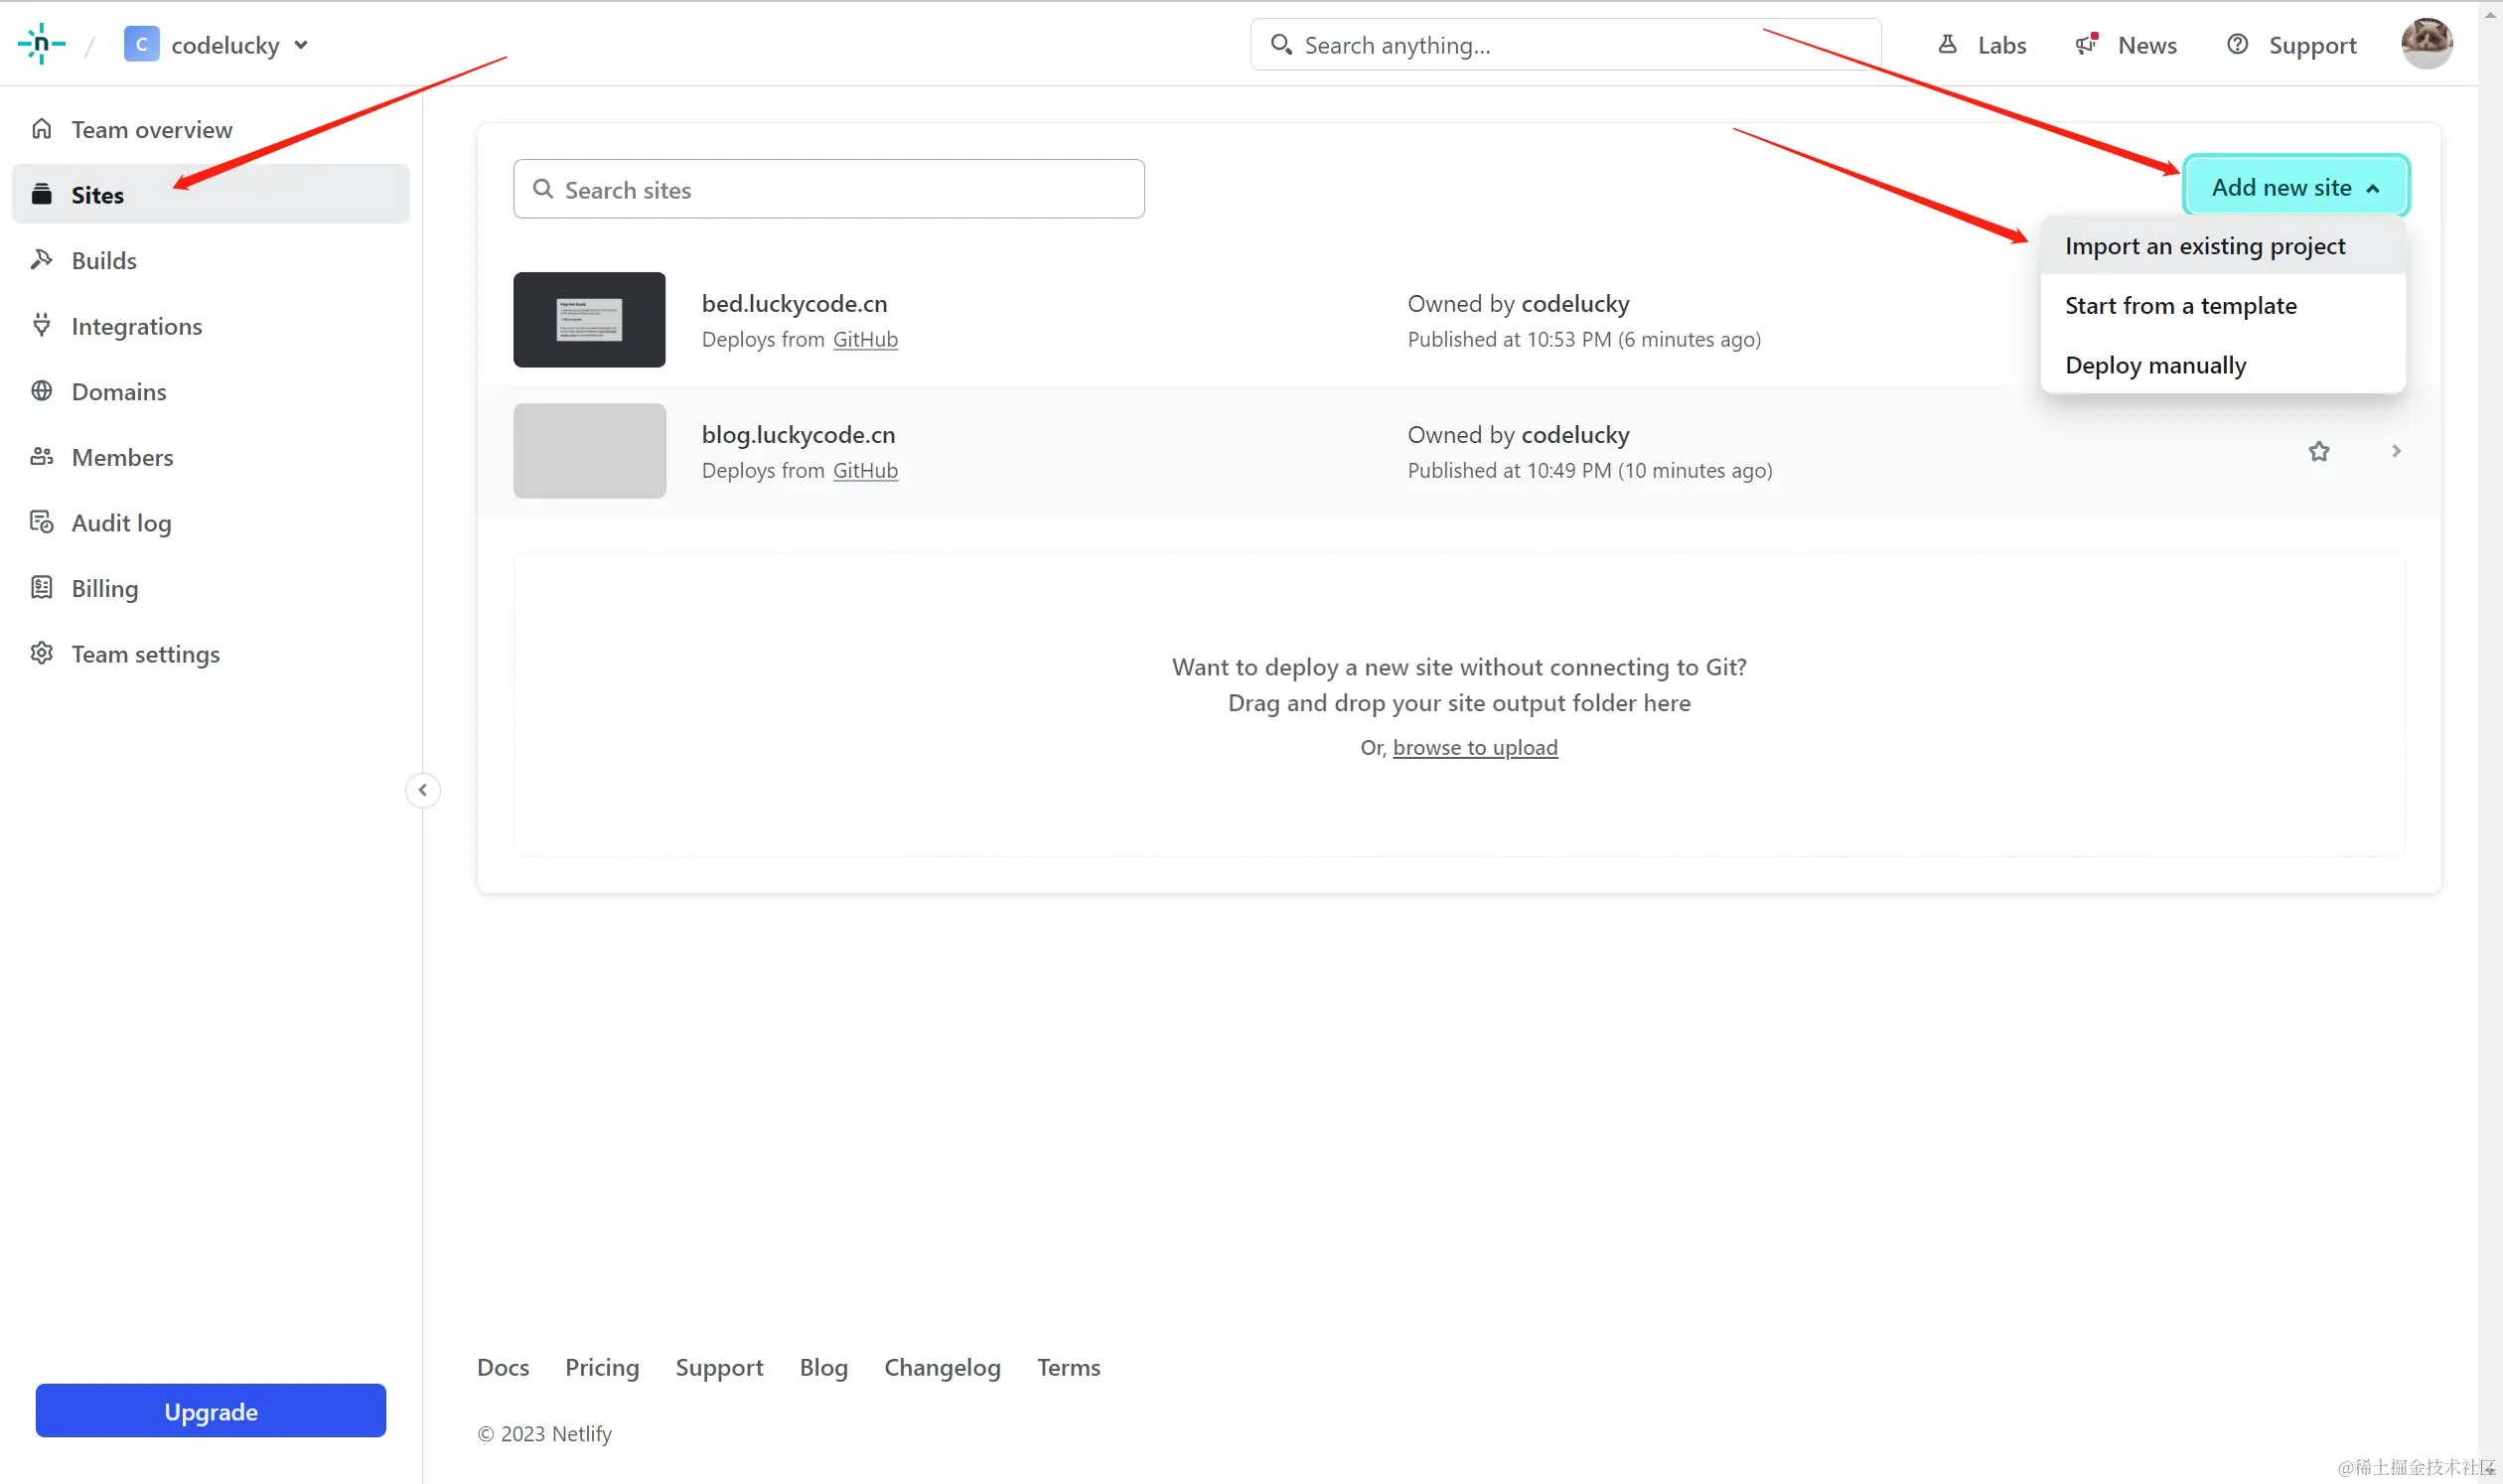 n / C codelucky
Search anything...
Labs
News
Support
Team overview
Sites
Builds
Integrations
Domains
Members
Audit log
Billing
Team settings
Upgrade
Search sites
Add new site
Import an existing project
Start from a template
Deploy manually
bed.luckycode.cn
Deploys from GitHub
Owned by codelucky
Published at 10:53 PM (6 minutes ago)
blog.luckycode.cn
Deploys from GitHub
Owned by codelucky
Published at 10:49 PM (10 minutes ago)
Want to deploy a new site without connecting to Git?
Drag and drop your site output folder here
Or, browse to upload
Docs Pricing Support Blog Changelog Terms
© 2023 Netlify
@稀土掘金技术社区